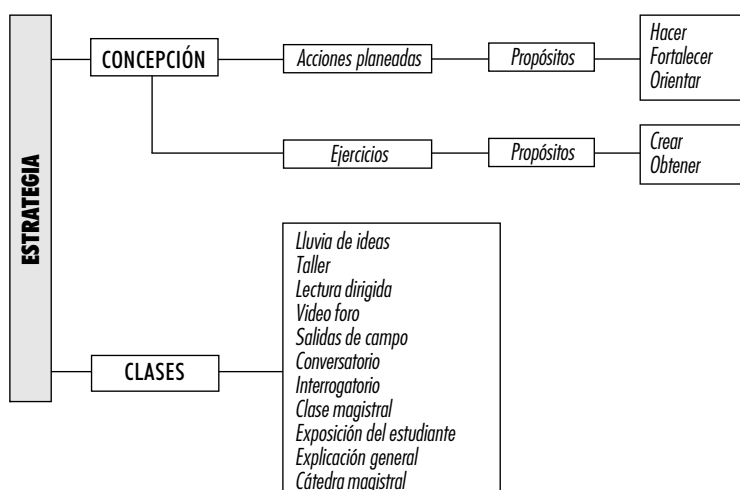 ESTRATEGIA
CONCEPCIÓN
Acciones planeadas
Propósitos
Hacer
Fortalecer
Orientar
Ejercicios
Propósitos
Crear
Obtener
CLASES
Lluvia de ideas
Taller
Lectura dirigida
Video foro
Salidas de campo
Conversatorio
Interrogatorio
Clase magistral
Exposición del estudiante
Explicación general
Cátedra magistral